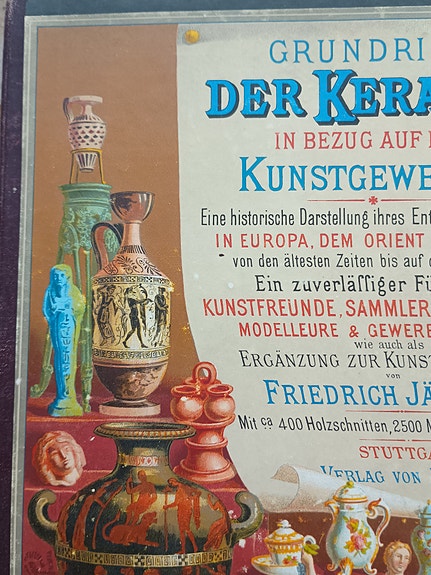 GRUNDRI
DER KERA
IN BEZUG AUF
KUNSTGEWE
Eine historische Darstellung ihres Ent
IN EUROPA, DEM ORIENT
von den ältesten Zeiten bis auf
Ein zuverläſſiger Fü
KUNSTFREUNDE, SAMMLER
MODELLEURE & GEWERE
wie auch als
ERGÄNZUNG ZUR KUNST
von
FRIEDRICH JÄ
Mit ca 400 Holzschnitten, 2500 M
STUTTGA
VERLAG VON